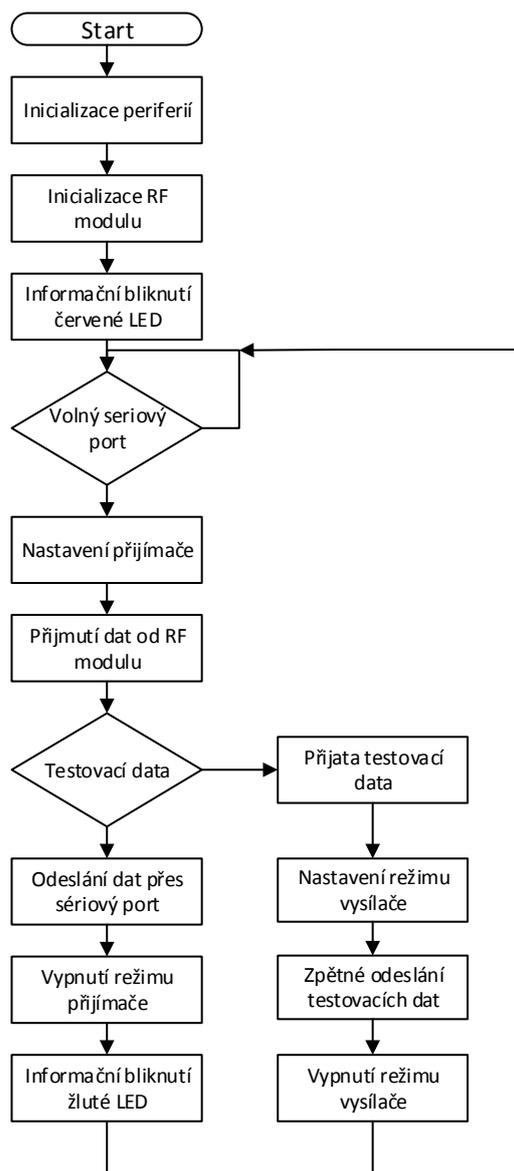 Start
Inicializace periferií
Inicializace RF
modulu
Informační bliknutí
červené LED
Volný seriový
port
Nastavení přijímače
Přijmutí dat od RF
modulu
Testovací data
Přijata testovací
data
Odeslání dat přes
sériový port
Nastavení režimu
vysílače
Vypnutí režimu
přijímače
Zpětné odeslání
testovacích dat
Informační bliknutí
žluté LED
Vypnutí režimu
vysílače